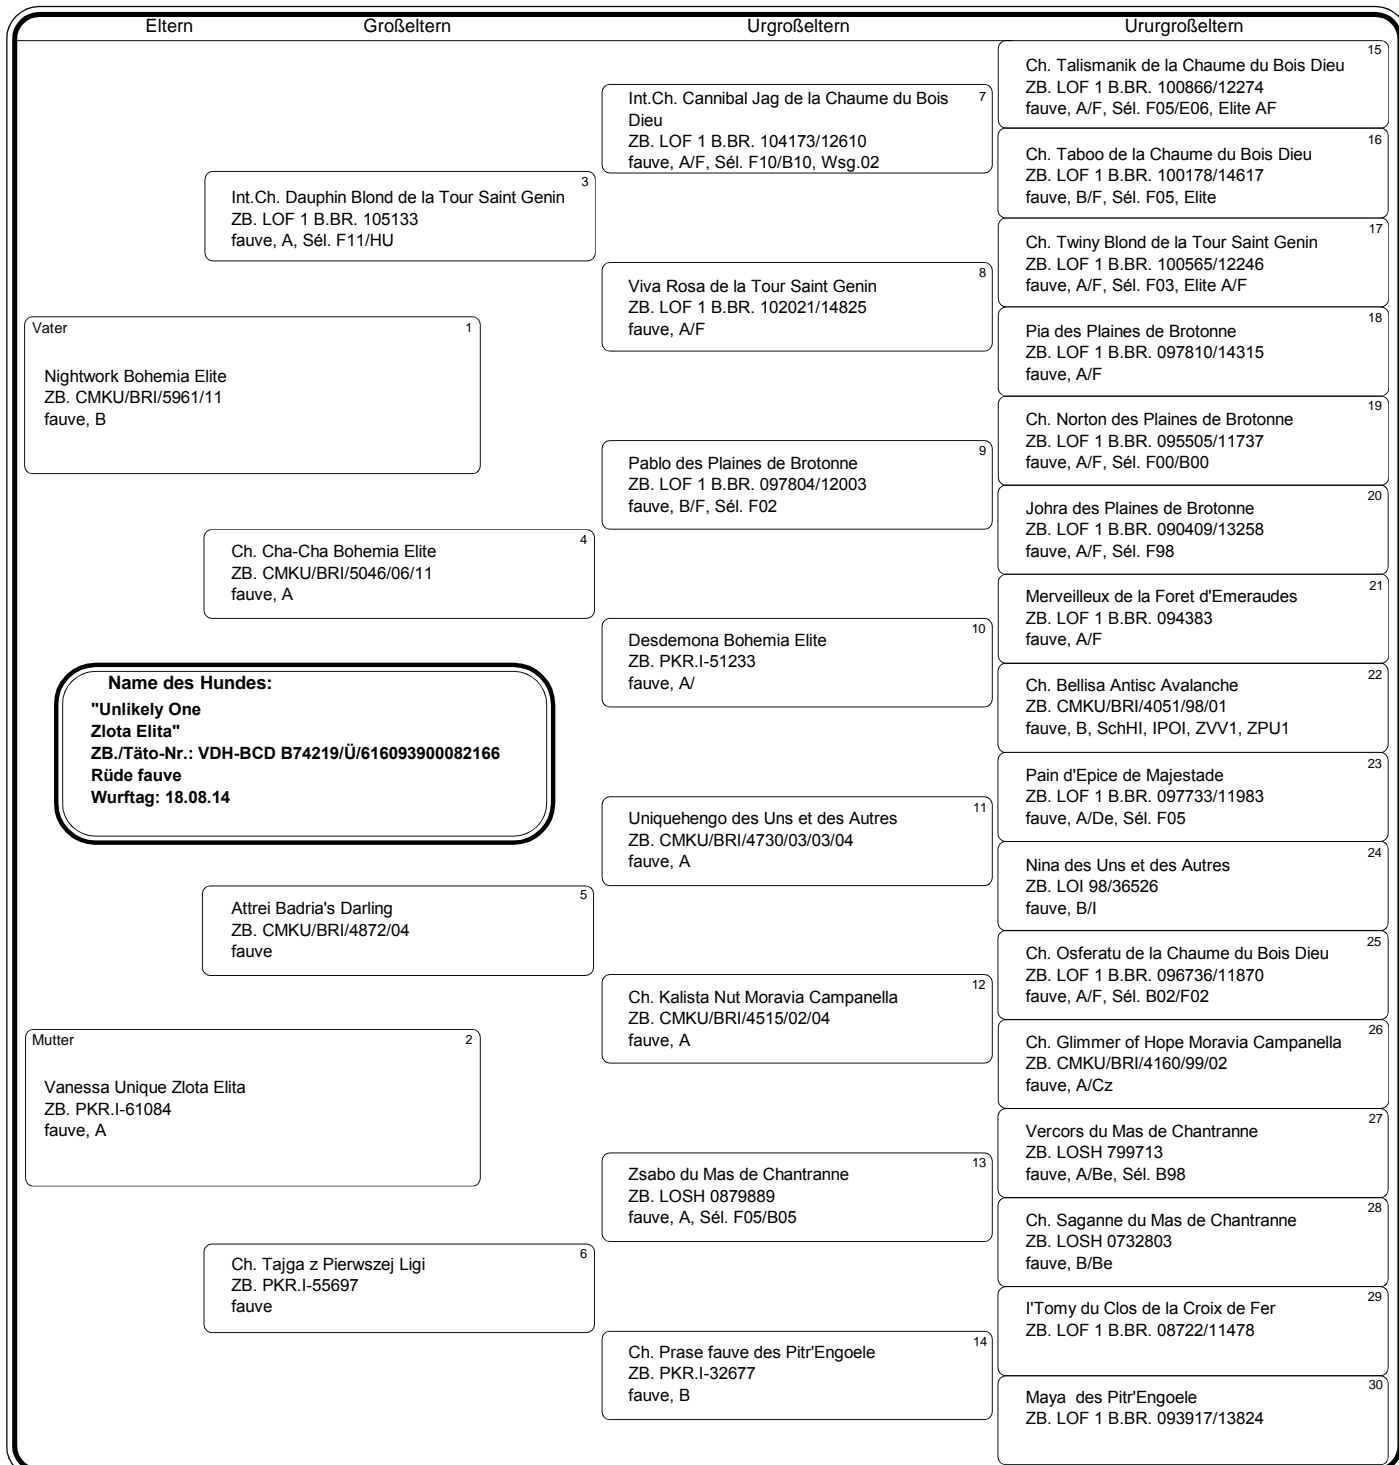 Eltern
Großeltern
Urgroßeltern
Ururgroßeltern
Vater
1
Nightwork Bohemia Elite
ZB. CMKU/BRI/5961/11
fauve, B
Name des Hundes:
"Unlikely One
Zlota Elita"
ZB./Täto-Nr.: VDH-BCD B74219/Ü/616093900082166
Rüde fauve
Wurftag: 18.08.14
Mutter
2
Vanessa Unique Zlota Elita
ZB. PKR.I-61084
fauve, A
3
Int.Ch. Dauphin Blond de la Tour Saint Genin
ZB. LOF 1 B.BR. 105133
fauve, A, Sél. F11/HU
4
Ch. Cha-Cha Bohemia Elite
ZB. CMKU/BRI/5046/06/11
fauve, A
5
Attrei Badria's Darling
ZB. CMKU/BRI/4872/04
fauve
6
Ch. Tajga z Pierwszej Ligi
ZB. PKR.I-55697
fauve
7
Int.Ch. Cannibal Jag de la Chaume du Bois
Dieu
ZB. LOF 1 B.BR. 104173/12610
fauve, A/F, Sél. F10/B10, Wsg.02
8
Viva Rosa de la Tour Saint Genin
ZB. LOF 1 B.BR. 102021/14825
fauve, A/F
9
Pablo des Plaines de Brotonne
ZB. LOF 1 B.BR. 097804/12003
fauve, B/F, Sél. F02
10
Desdemona Bohemia Elite
ZB. PKR.I-51233
fauve, A/
11
Uniquehengo des Uns et des Autres
ZB. CMKU/BRI/4730/03/03/04
fauve, A
12
Ch. Kalista Nut Moravia Campanella
ZB. CMKU/BRI/4515/02/04
fauve, A
13
Zsabo du Mas de Chantranne
ZB. LOSH 0879889
fauve, A, Sél. F05/B05
14
Ch. Prase fauve des Pitr'Engoele
ZB. PKR.I-32677
fauve, B
15
Ch. Talismanik de la Chaume du Bois Dieu
ZB. LOF 1 B.BR. 100866/12274
fauve, A/F, Sél. F05/E06, Elite AF
16
Ch. Taboo de la Chaume du Bois Dieu
ZB. LOF 1 B.BR. 100178/14617
fauve, B/F, Sél. F05, Elite
17
Ch. Twiny Blond de la Tour Saint Genin
ZB. LOF 1 B.BR. 100565/12246
fauve, A/F, Sél. F03, Elite A/F
18
Pia des Plaines de Brotonne
ZB. LOF 1 B.BR. 097810/14315
fauve, A/F
19
Ch. Norton des Plaines de Brotonne
ZB. LOF 1 B.BR. 095505/11737
fauve, A/F, Sél. F00/B00
20
Johra des Plaines de Brotonne
ZB. LOF 1 B.BR. 090409/13258
fauve, A/F, Sél. F98
21
Merveilleux de la Foret d'Emeraudes
ZB. LOF 1 B.BR. 094383
fauve, A/F
22
Ch. Bellisa Antisc Avalanche
ZB. CMKU/BRI/4051/98/01
fauve, B, SchHI, IPOI, ZVV1, ZPU1
23
Pain d'Epice de Majestade
ZB. LOF 1 B.BR. 097733/11983
fauve, A/De, Sél. F05
24
Nina des Uns et des Autres
ZB. LOI 98/36526
fauve, B/I
25
Ch. Osferatu de la Chaume du Bois Dieu
ZB. LOF 1 B.BR. 096736/11870
fauve, A/F, Sél. B02/F02
26
Ch. Glimmer of Hope Moravia Campanella
ZB. CMKU/BRI/4160/99/02
fauve, A/Cz
27
Vercors du Mas de Chantranne
ZB. LOSH 799713
fauve, A/Be, Sél. B98
28
Ch. Saganne du Mas de Chantranne
ZB. LOSH 0732803
fauve, B/Be
29
I'Tomy du Clos de la Croix de Fer
ZB. LOF 1 B.BR. 08722/11478
30
Maya  des Pitr'Engoele
ZB. LOF 1 B.BR. 093917/13824